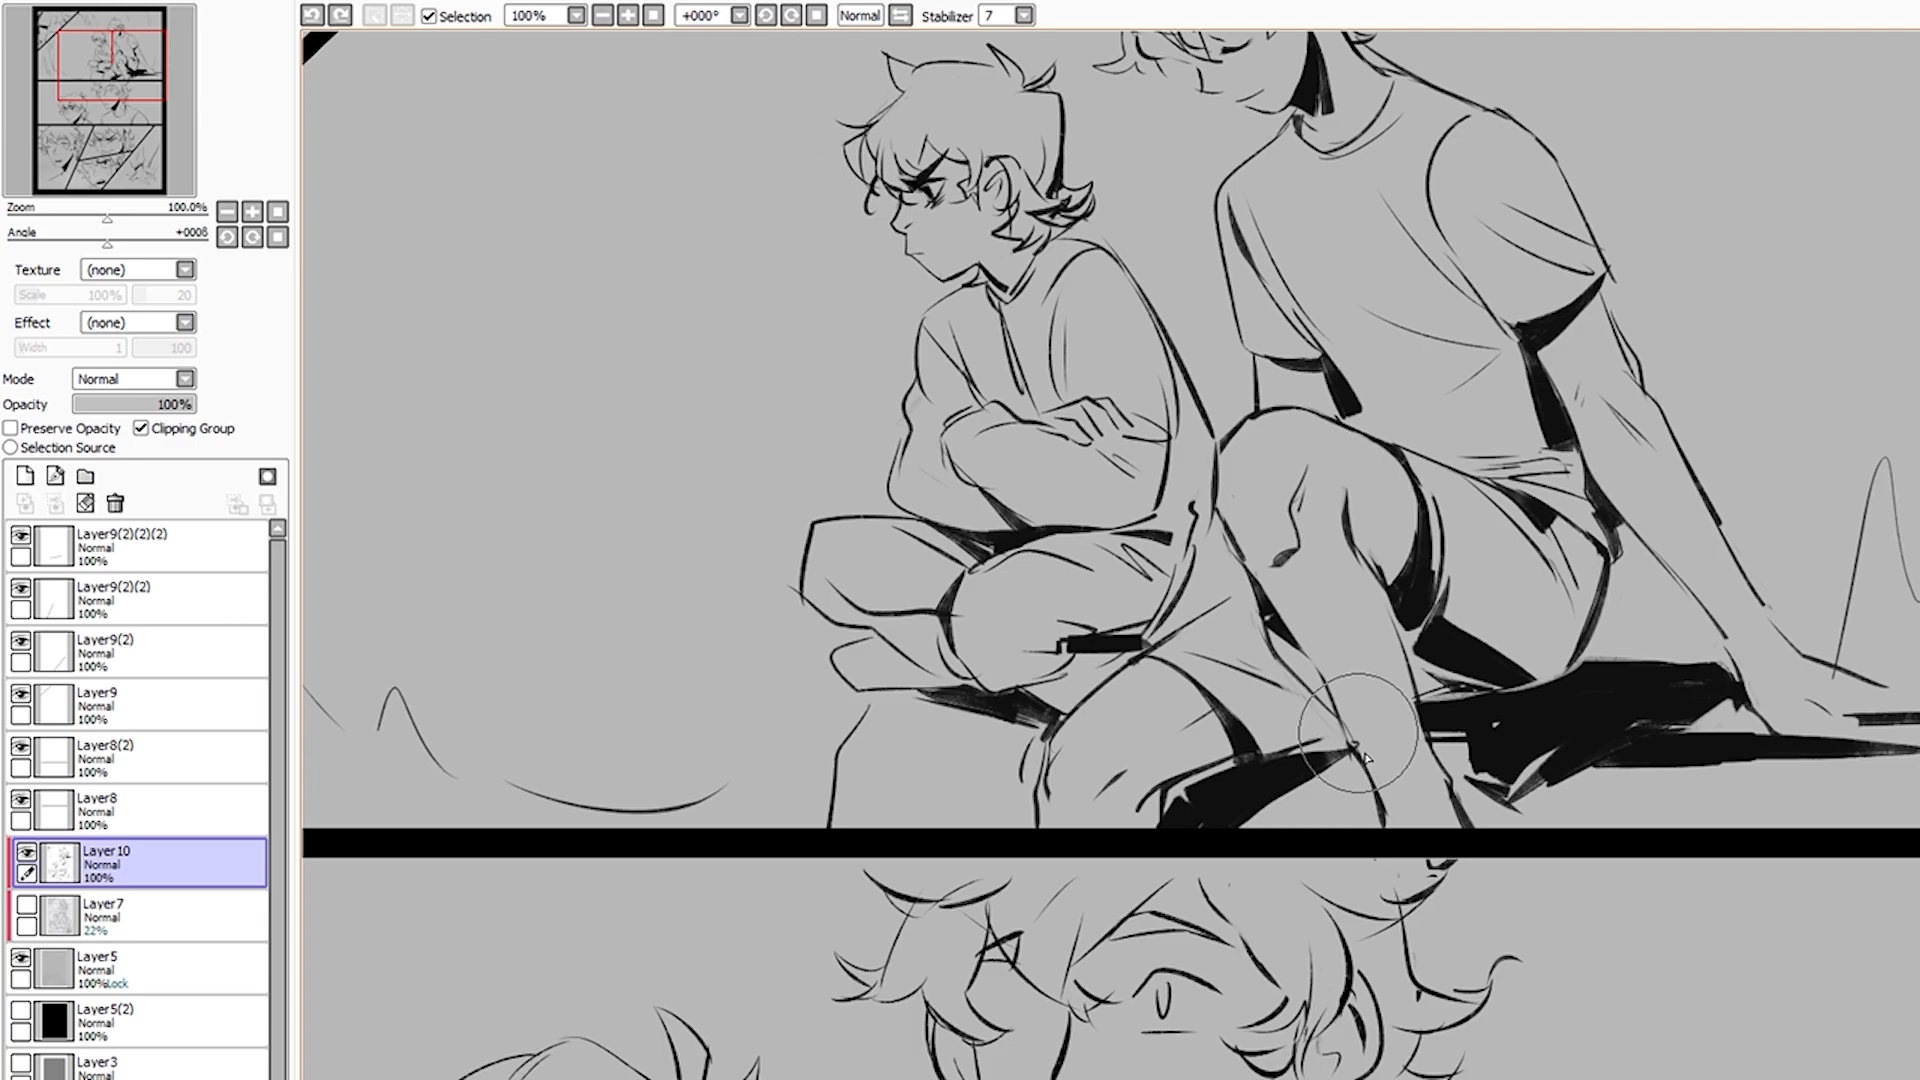 Selection 100% +000° Normal Stabilizer 7
Zoom 100.0%
Angle +000ß
Texture (none)
Scale 100% 20
Effect (none)
Width 1 100
Mode Normal
Opacity 100%
Preserve Opacity Clipping Group
Selection Source
Layer9(2)(2)(2)
Normal
100%
Layer9(2)(2)
Normal
100%
Layer9(2)
Normal
100%
Layer9
Normal
100%
Layer8(2)
Normal
100%
Layer8
Normal
100%
Layer10
Normal
100%
Layer7
Normal
22%
Layer5
Normal
100%Lock
Layer5(2)
Normal
100%
Layer3
Normal